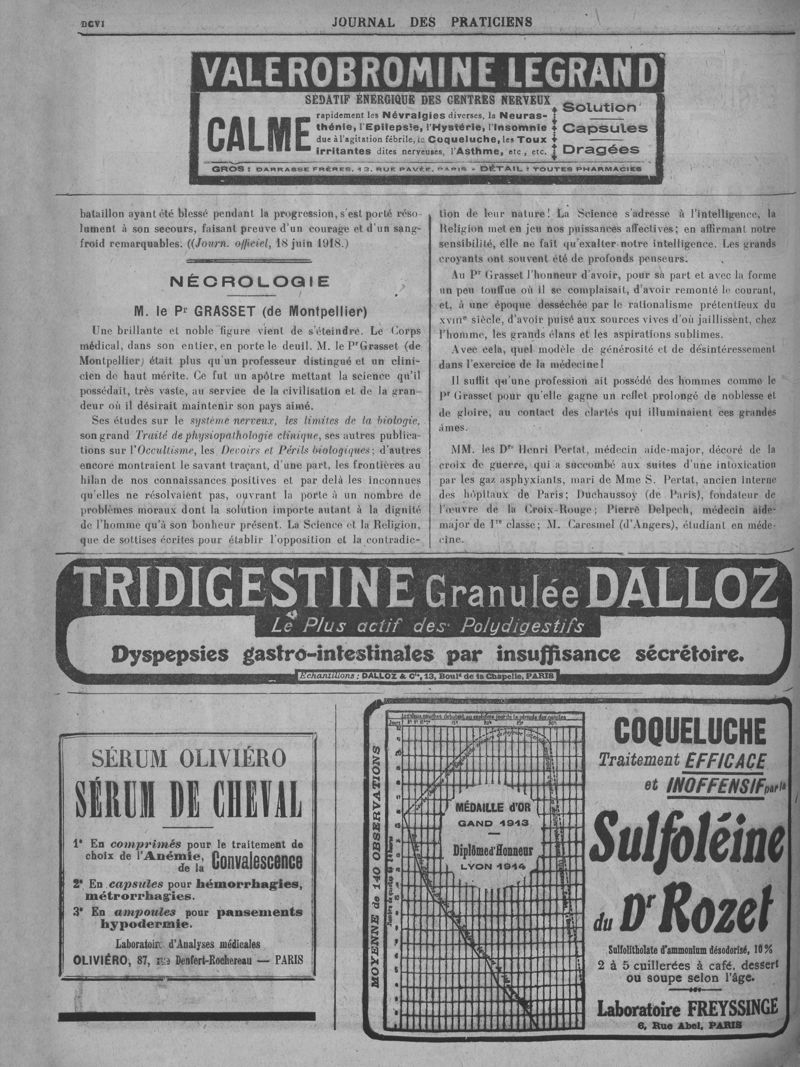 DCVI
JOURNAL DES PRATICIENS
VALEROBROMINE LEGRAND
SÉDATIF ÉNERGIQUE DES CENTRES NERVEUX
CALME
rapidement les Névralgies diverses, la Neuras-
thénie, l'Epilepsie, l'Hystérie, l'Insomnie
due à l'agitation fébrile, la Coqueluche, les Toux
irritantes dites nerveuses, l'Asthme, etc., etc.
Solution
Capsules
Dragées
GROS : DARRASSE FRÈRES, 13, RUE PAVÉE, PARIS - DÉTAIL : TOUTES PHARMACIES
bataillon ayant été blessé pendant la progression, s'est porté réso-
lument à son secours, faisant preuve d'un courage et d'un sang-
froid remarquables. ((Journ. officiel, 18 juin 1918.)
NÉCROLOGIE
M. le Pr GRASSET (de Montpellier)
Une brillante et noble figure vient de s'éteindre. Le Corps
médical, dans son entier, en porte le deuil. M. le Pr Grasset (de
Montpellier) était plus qu'un professeur distingué et un clini-
cien de haut mérite. Ce fut un apôtre mettant la science qu'il
possédait, très vaste, au service de la civilisation et de la gran-
deur où il désirait maintenir son pays aimé.
Ses études sur le système nerveux, les limites de la biologie,
son grand Traité de physiopathologie clinique, ses autres publica-
tions sur l'Occultisme, les Devoirs et Périls biologiques; d'autres
encore montraient le savant traçant, d'une part, les frontières au
bilan de nos connaissances positives et par delà les inconnues
qu'elles ne résolvaient pas, ouvrant la porte à un nombre de
problèmes moraux dont la solution importe autant à la dignité
de l'homme qu'à son bonheur présent. La Science et la Religion,
que de sottises écrites pour établir l'opposition et la contradic-
tion de leur nature! La Science s'adresse à l'intelligence, la
Religion met en jeu nos puissances affectives; en affirmant notre
sensibilité, elle ne fait qu'exalter notre intelligence. Les grands
croyants ont souvent été de profonds penseurs.
Au Pr Grasset l'honneur d'avoir, pour sa part et avec la forme
un peu touffue où il se complaisait, d'avoir remonté le courant,
et, à une époque desséchée par le rationalisme prétentieux du
XVIIIe siècle, d'avoir puisé aux sources vives d'où jaillissent, chez
l'homme, les grands élans et les aspirations sublimes.
Avec cela, quel modèle de générosité et de désintéressement
dans l'exercice de la médecine!
Il suffit qu'une profession ait possédé des hommes comme le
Pr Grasset pour qu'elle gagne un reflet prolongé de noblesse et
de gloire, au contact des clartés qui illuminaient ces grandes
âmes.
MM. les Drs Henri Pertat, médecin aide-major, décoré de la
croix de guerre, qui a succombé aux suites d'une intoxication
par les gaz asphyxiants, mari de Mme S. Pertat, ancien interne
des hôpitaux de Paris; Duchaussoy (de Paris), fondateur de
l'œuvre de la Croix-Rouge; Pierre Delpech, médecin aide-
major de 1re classe; M. Caresmel (d'Angers), étudiant en méde-
cine.
TRIDIGESTINE Granulée DALLOZ
Le Plus actif des Polydigestifs
Dyspepsies gastro-intestinales par insuffisance sécrétoire.
Echantillons : DALLOZ & Cie, 13, Bould de la Chapelle, PARIS
SÉRUM OLIVIÉRO
SÉRUM DE CHEVAL
1° En comprimés pour le traitement de
choix de l'Anémie, de la Convalescence
2° En capsules pour hémorrhagies,
métrorrhagies.
3° En ampoules pour pansements
hypodermie.
Laboratoire d'Analyses médicales
OLIVIÉRO, 87, rue Denfert-Rochereau — PARIS
MOYENNE de 140 OBSERVATIONS
MÉDAILLE d'OR
GAND 1913
Diplôme d'Honneur
LYON 1914
COQUELUCHE
Traitement EFFICACE
et INOFFENSIF par la
Sulfoléine
du Dr Rozet
Sulfolitholate d'ammonium désodorisé, 10 %
2 à 5 cuillerées à café, dessert
ou soupe selon l'âge.
Laboratoire FREYSSINGE
6, Rue Abel, PARIS